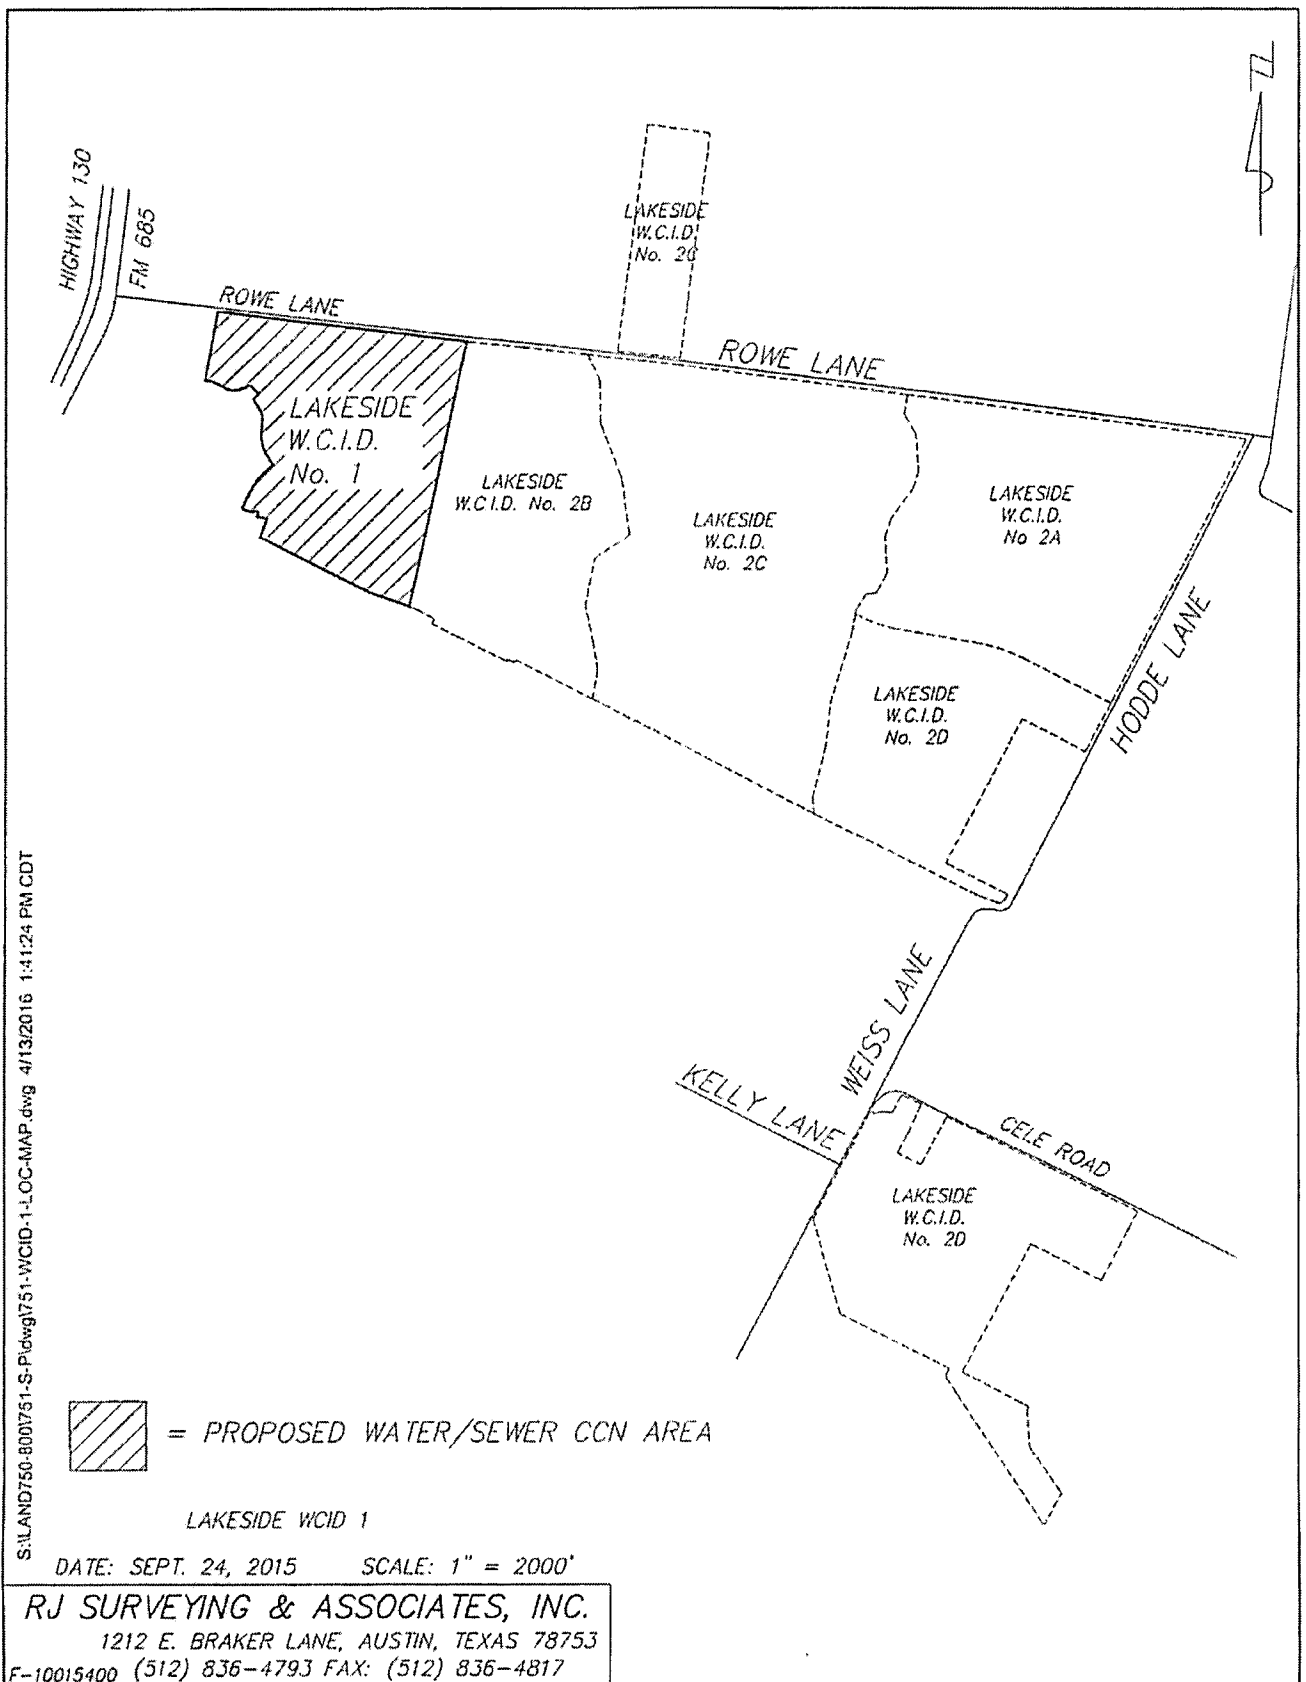 HIGHWAY 130
FM 685
LAKESIDE
W.C.I.D.
No. 2C
ROWE LANE
ROWE LANE
LAKESIDE
W.C.I.D.
No. 1
LAKESIDE
W.C.I.D. No. 2B
LAKESIDE
W.C.I.D.
No. 2C
LAKESIDE
W.C.I.D.
No 2A
HODDE LANE
LAKESIDE
W.C.I.D.
No. 2D
WEISS LANE
KELLY LANE
CELE ROAD
LAKESIDE
W.C.I.D.
No. 2D
S:\LAND750-800\751-S-P\dwg\751-WCID-1-LOC-MAP.dwg 4/13/2016 1:41:24 PM CDT
= PROPOSED WATER/SEWER CCN AREA
LAKESIDE WCID 1
DATE: SEPT. 24, 2015 SCALE: 1" = 2000'
RJ SURVEYING & ASSOCIATES, INC.
1212 E. BRAKER LANE, AUSTIN, TEXAS 78753
F-10015400 (512) 836-4793 FAX: (512) 836-4817